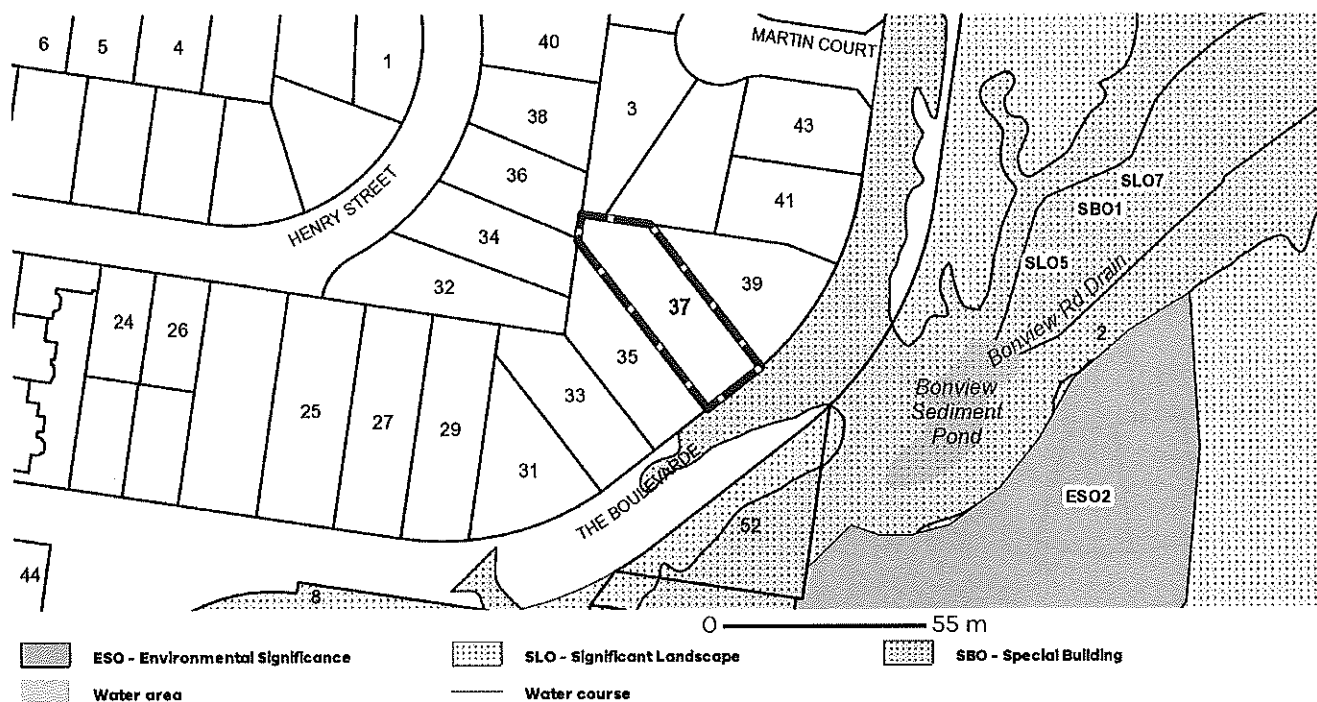 6
5
4
1
40
MARTIN COURT
3
38
43
36
HENRY STREET
41
34
SLO7
SBO1
SLO5
32
37
39
Bonview Rd Drain
2
24
26
35
Bonview
Sediment
Pond
33
25
27
29
31
THE BOULEVARDE
ESO2
52
44
8
0 55 m
ESO - Environmental Significance
SLO - Significant Landscape
SBO - Special Building
Water area
Water course